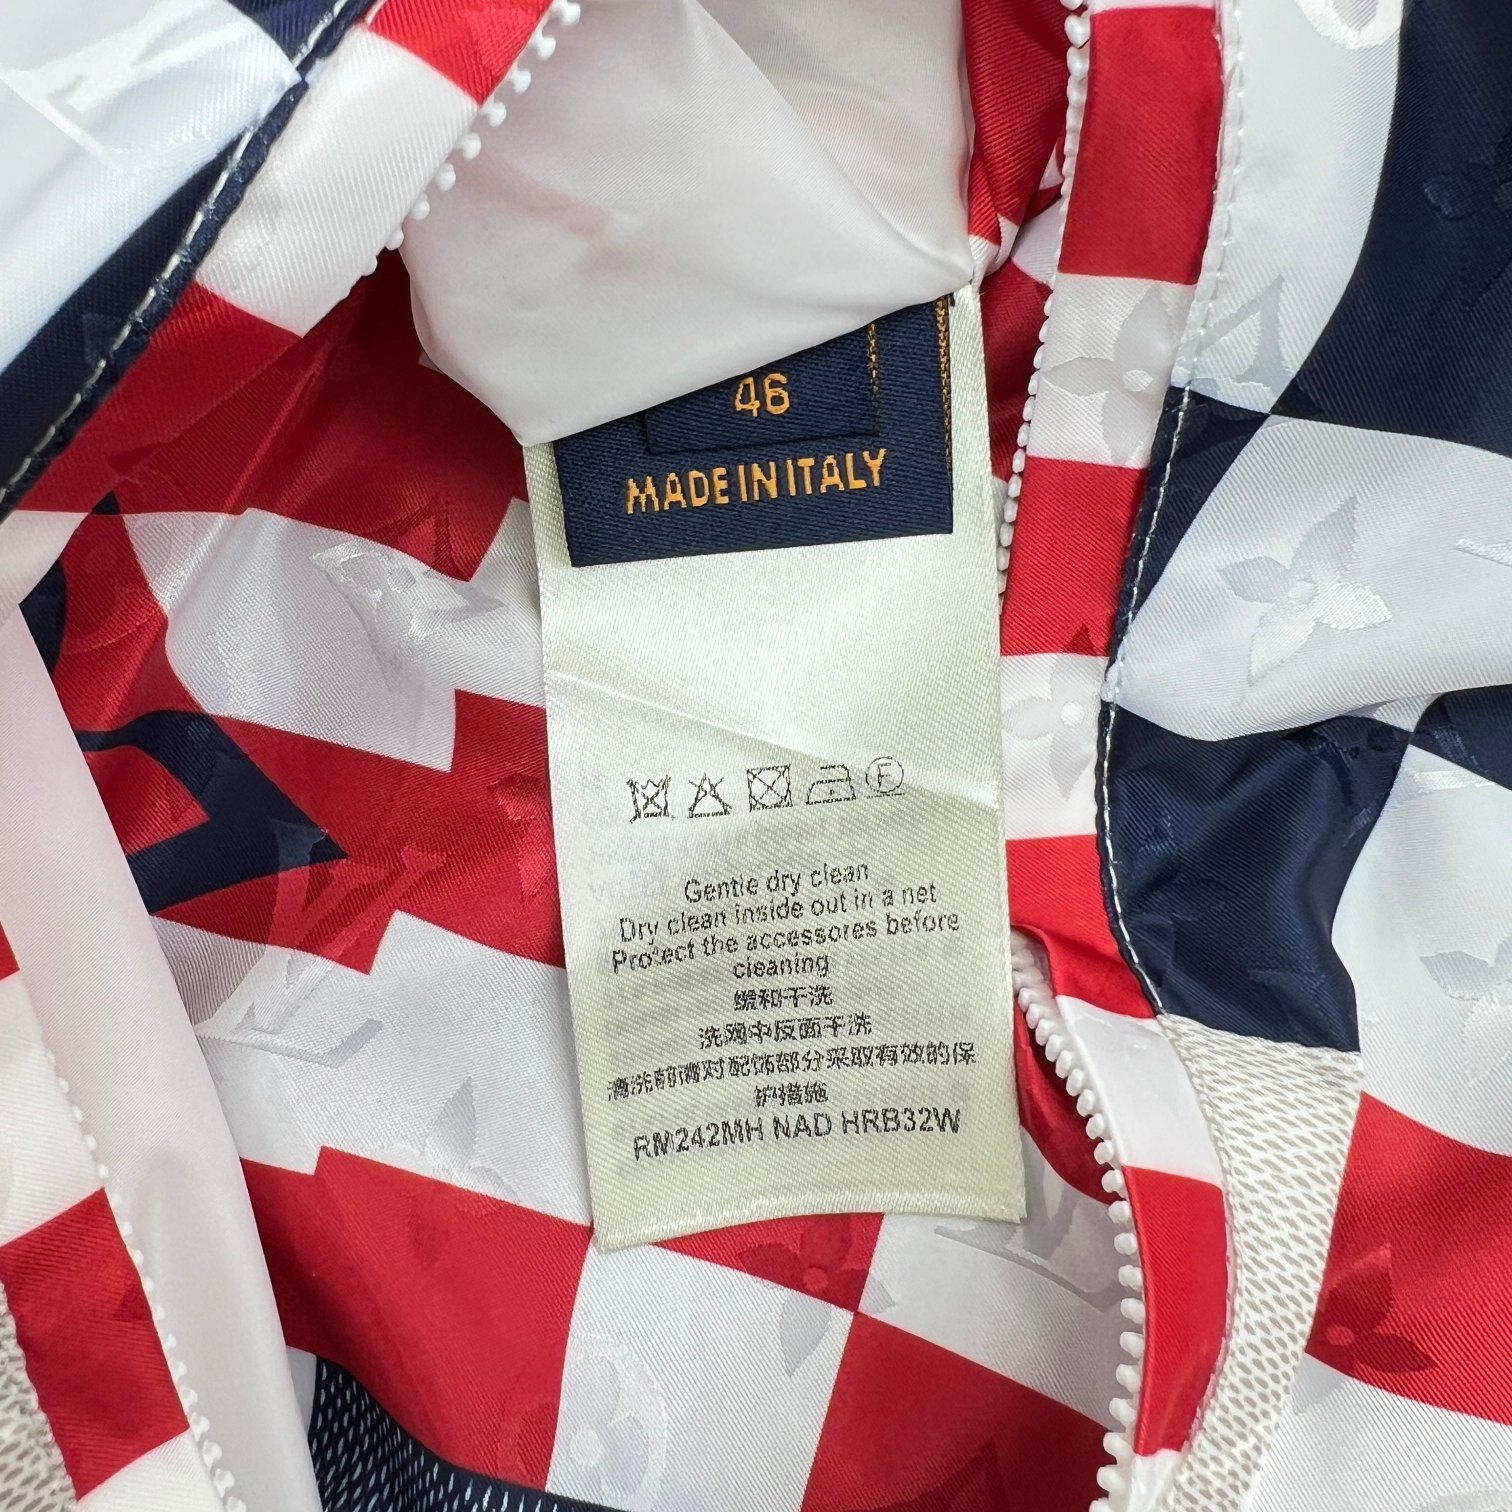 46
MADE IN ITALY
F
Gentle dry clean
Dry clean inside out in a net
Protect the accessores before
cleaning
缓和干洗
洗网中反面干洗
清洗前请对配饰部分采取有效的保
护措施
RM242MH NAD HRB32W